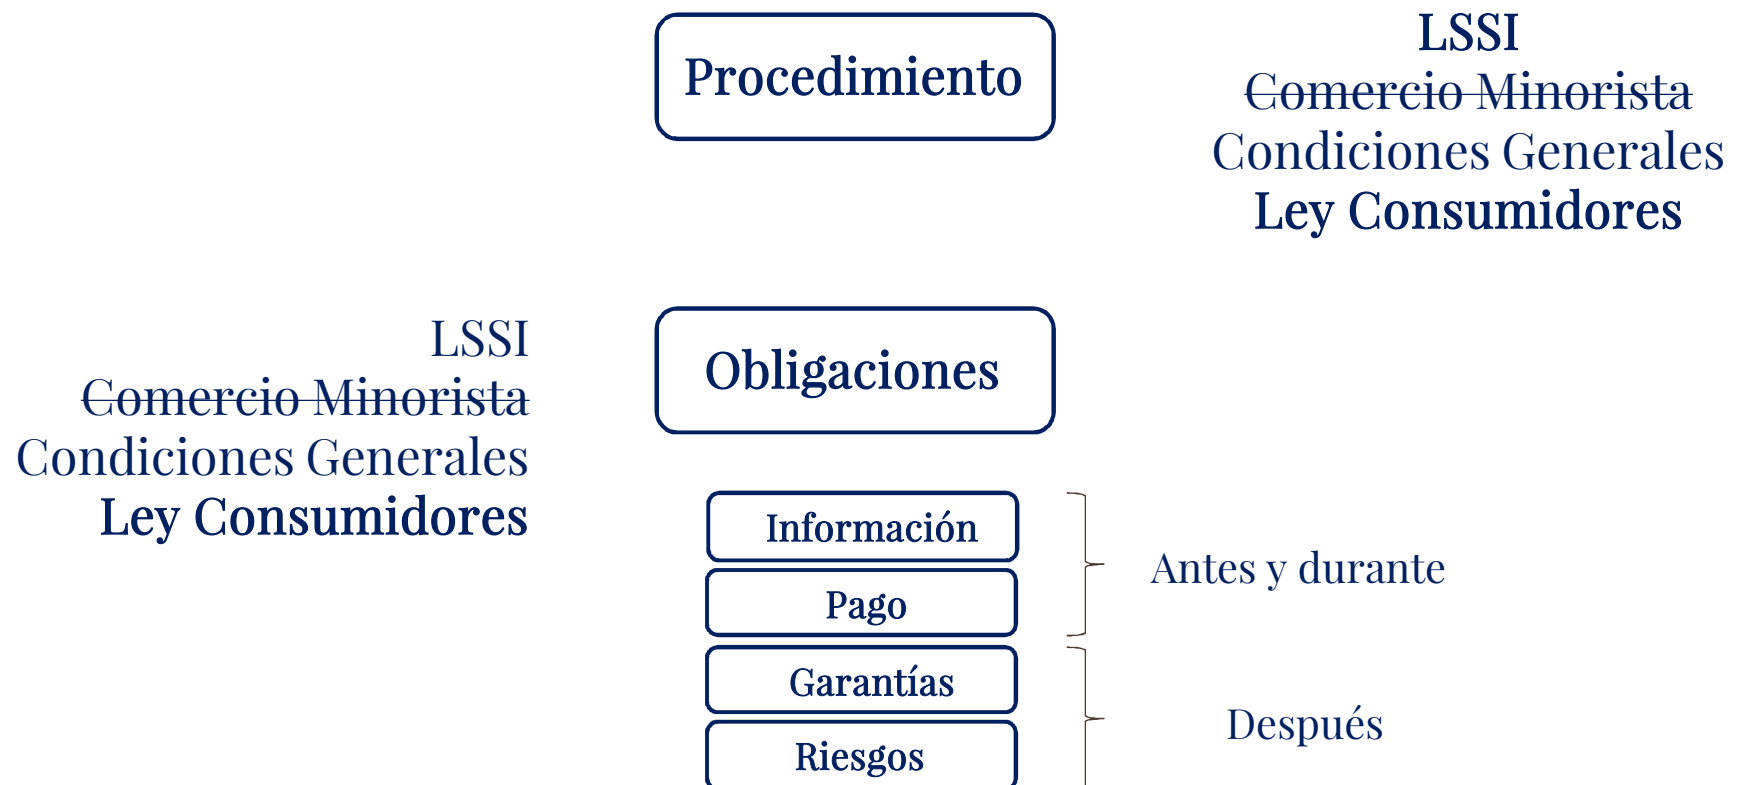 Procedimiento
LSSI
Comercio Minorista
Condiciones Generales
Ley Consumidores
Obligaciones
LSSI
Comercio Minorista
Condiciones Generales
Ley Consumidores
Información
Pago
Antes y durante
Garantías
Riesgos
Después